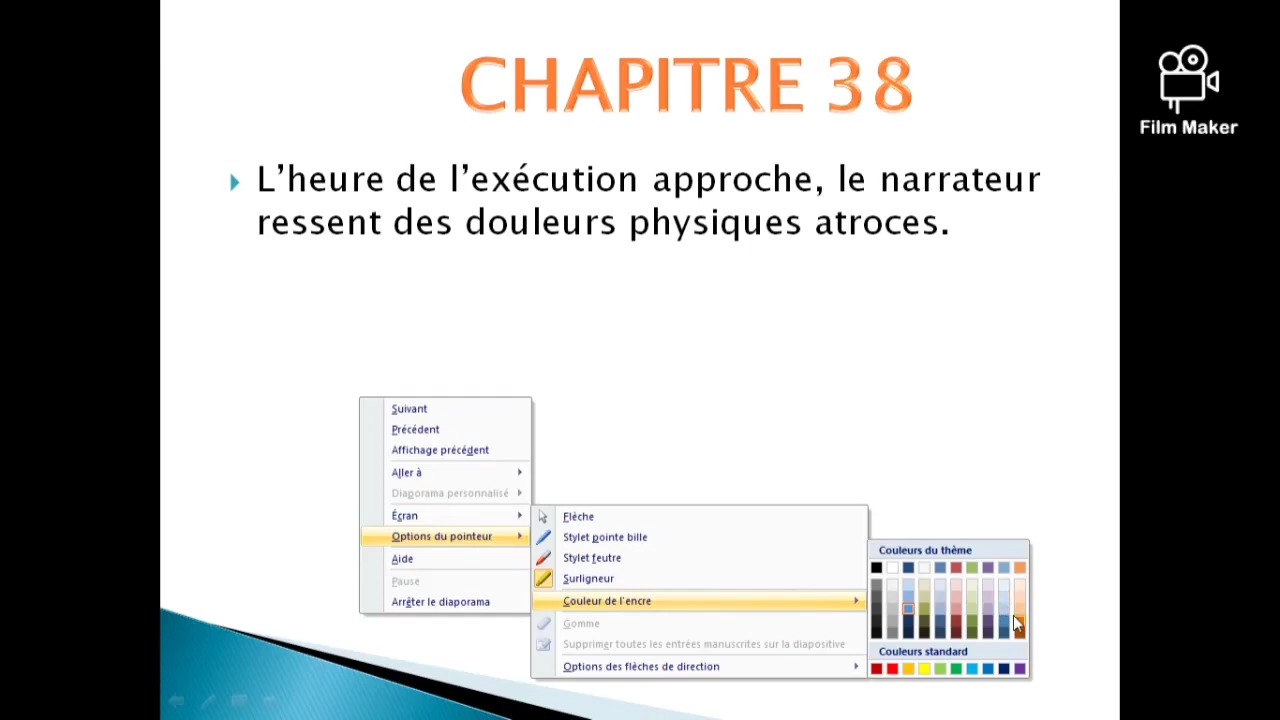 CHAPITRE 38
Film Maker
L’heure de l’exécution approche, le narrateur
ressent des douleurs physiques atroces.
Suivant
Précédent
Affichage précédent
Aller à
Diaporama personnalisé
Écran
Options du pointeur
Aide
Pause
Arrêter le diaporama
Flèche
Stylet pointe bille
Stylet feutre
Surligneur
Couleur de l'encre
Gomme
Supprimer toutes les entrées manuscrites sur la diapositive
Options des flèches de direction
Couleurs du thème
Couleurs standard